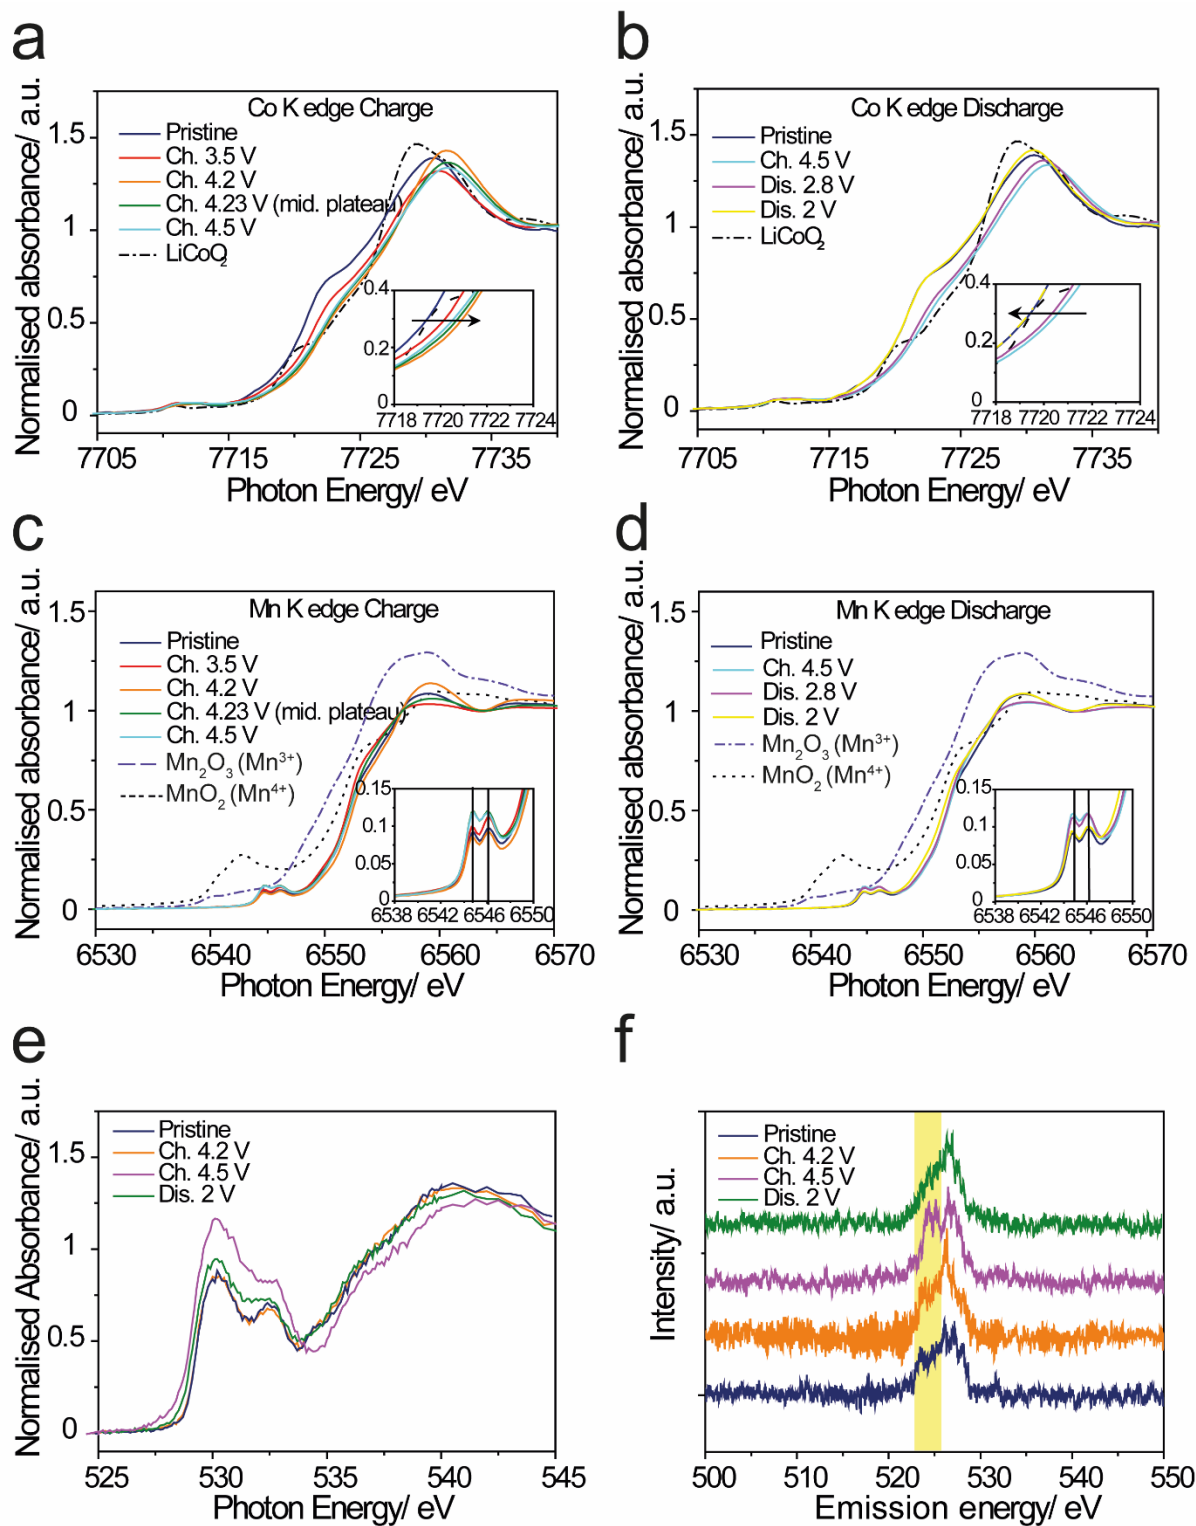 a
Co K edge Charge
Pristine
Ch. 3.5 V
Ch. 4.2 V
Ch. 4.23 V (mid. plateau)
Ch. 4.5 V
LiCoO2
Normalised absorbance/ a.u.
1.5
1
0.5
0
0.4
0.2
0
7718 7720 7722 7724
7705 7715 7725 7735
Photon Energy/ eV
b
Co K edge Discharge
Pristine
Ch. 4.5 V
Dis. 2.8 V
Dis. 2 V
LiCoO2
Normalised absorbance/ a.u.
1.5
1
0.5
0
0.4
0.2
0
7718 7720 7722 7724
7705 7715 7725 7735
Photon Energy/ eV
c
Mn K edge Charge
Pristine
Ch. 3.5 V
Ch. 4.2 V
Ch. 4.23 V (mid. plateau)
Ch. 4.5 V
Mn2O3 (Mn3+)
MnO2 (Mn4+)
Normalised absorbance/ a.u.
1.5
1
0.5
0
0.15
0.1
0.05
0
6538 6542 6546 6550
6530 6540 6550 6560 6570
Photon Energy/ eV
d
Mn K edge Discharge
Pristine
Ch. 4.5 V
Dis. 2.8 V
Dis. 2 V
Mn2O3 (Mn3+)
MnO2 (Mn4+)
Normalised absorbance/ a.u.
1.5
1
0.5
0
0.15
0.1
0.05
0
6538 6542 6546 6550
6530 6540 6550 6560 6570
Photon Energy/ eV
e
Pristine
Ch. 4.2 V
Ch. 4.5 V
Dis. 2 V
Normalised Absorbance/ a.u.
1.5
1
0.5
0
525 530 535 540 545
Photon Energy/ eV
f
Pristine
Ch. 4.2 V
Ch. 4.5 V
Dis. 2 V
Intensity/ a.u.
500 510 520 530 540 550
Emission energy/ eV